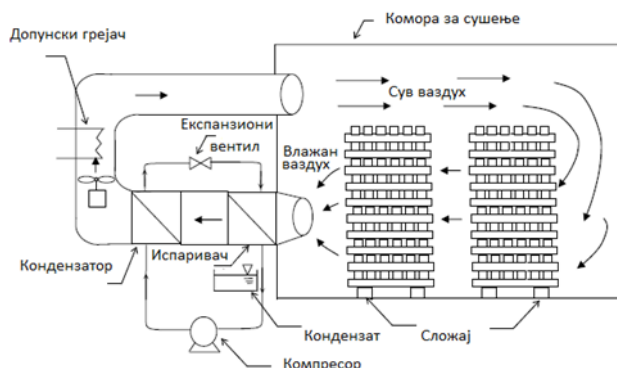 Комора за сушење
Допунски грејач
Сув ваздух
Експанзиони
вентил
Влажан
ваздух
Испаривач
Кондензатор
Кондензат
Сложај
Компресор